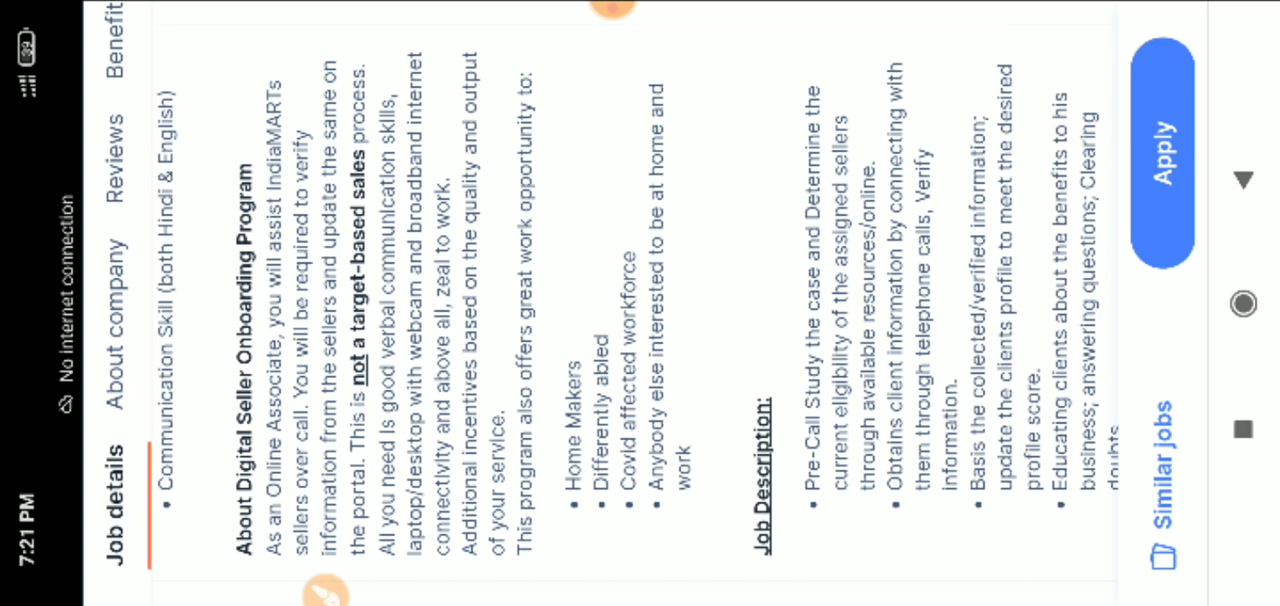 7:21 PM
No internet connection
39
Job details
About company
Reviews
Benefit
• Communication Skill (both Hindi & English)
About Digital Seller Onboarding Program
As an Online Associate, you will assist IndiaMARTs
sellers over call. You will be required to verify
information from the sellers and update the same on
the portal. This is not a target-based sales process.
All you need is good verbal communication skills,
laptop/desktop with webcam and broadband internet
connectivity and above all, zeal to work.
Additional incentives based on the quality and output
of your service.
This program also offers great work opportunity to:
• Home Makers
• Differently abled
• Covid affected workforce
• Anybody else interested to be at home and
work
Job Description:
• Pre-Call Study the case and Determine the
current eligibility of the assigned sellers
through available resources/online.
• Obtains client information by connecting with
them through telephone calls, Verify
information.
• Basis the collected/verified information;
update the clients profile to meet the desired
profile score.
• Educating clients about the benefits to his
business; answering questions; Clearing
doubts
Similar jobs
Apply